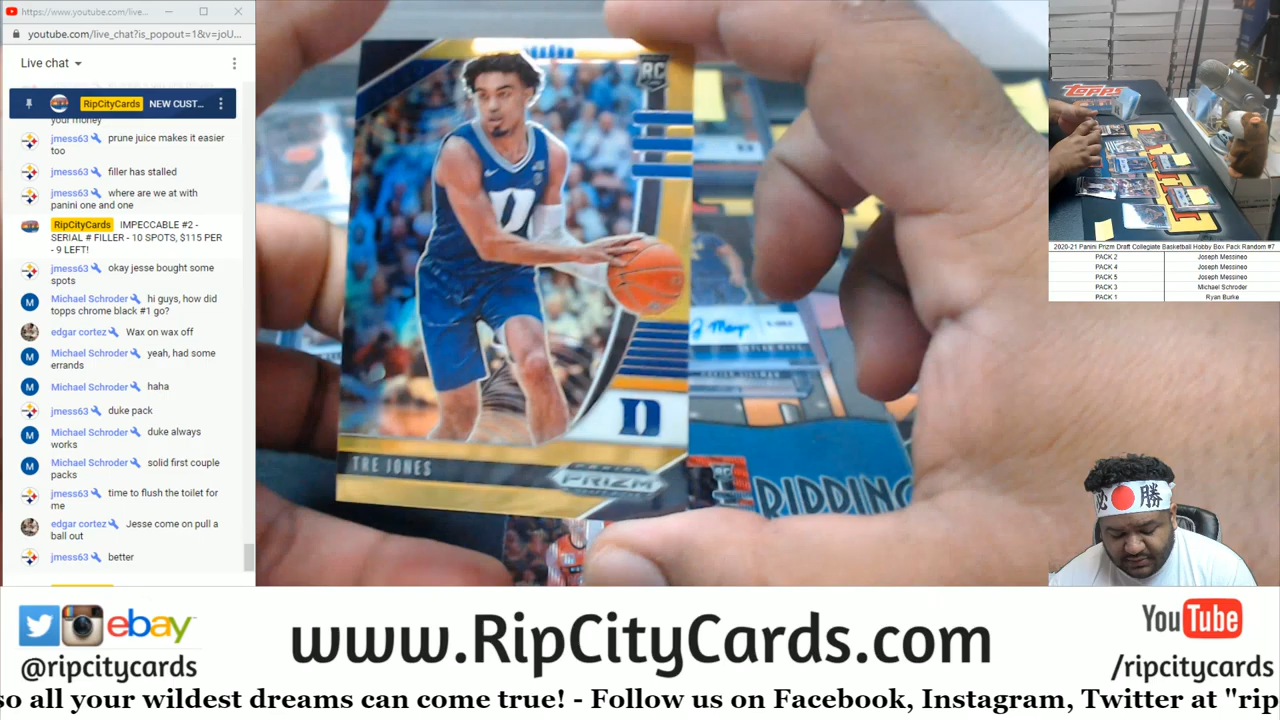 https://www.youtube.com/live...
youtube.com/live_chat?is_popout=1&v=joU...
Live chat
RipCityCards NEW CUST...
your money
jmess63 prune juice makes it easier
too
jmess63 filler has stalled
jmess63 where are we at with
panini one and one
RipCityCards IMPECCABLE #2 -
SERIAL # FILLER - 10 SPOTS, $115 PER
- 9 LEFT!
jmess63 okay jesse bought some
spots
M Michael Schroder hi guys, how did
topps chrome black #1 go?
edgar cortez Wax on wax off
M Michael Schroder yeah, had some
errands
M Michael Schroder haha
jmess63 duke pack
M Michael Schroder duke always
works
M Michael Schroder solid first couple
packs
jmess63 time to flush the toilet for
me
edgar cortez Jesse come on pull a
ball out
jmess63 better
RC
D
D
TRE JONES
PANINI
PRIZM
RC
RIDDING
Topps
2020-21 Panini Prizm Draft Collegiate Basketball Hobby Box Pack Random #7
PACK 2 Joseph Messineo
PACK 4 Joseph Messineo
PACK 5 Joseph Messineo
PACK 3 Michael Schroder
PACK 1 Ryan Burke
必 勝
ebay
@ripcitycards
www.RipCityCards.com
YouTube
/ripcitycards
so all your wildest dreams can come true! - Follow us on Facebook, Instagram, Twitter at "rip